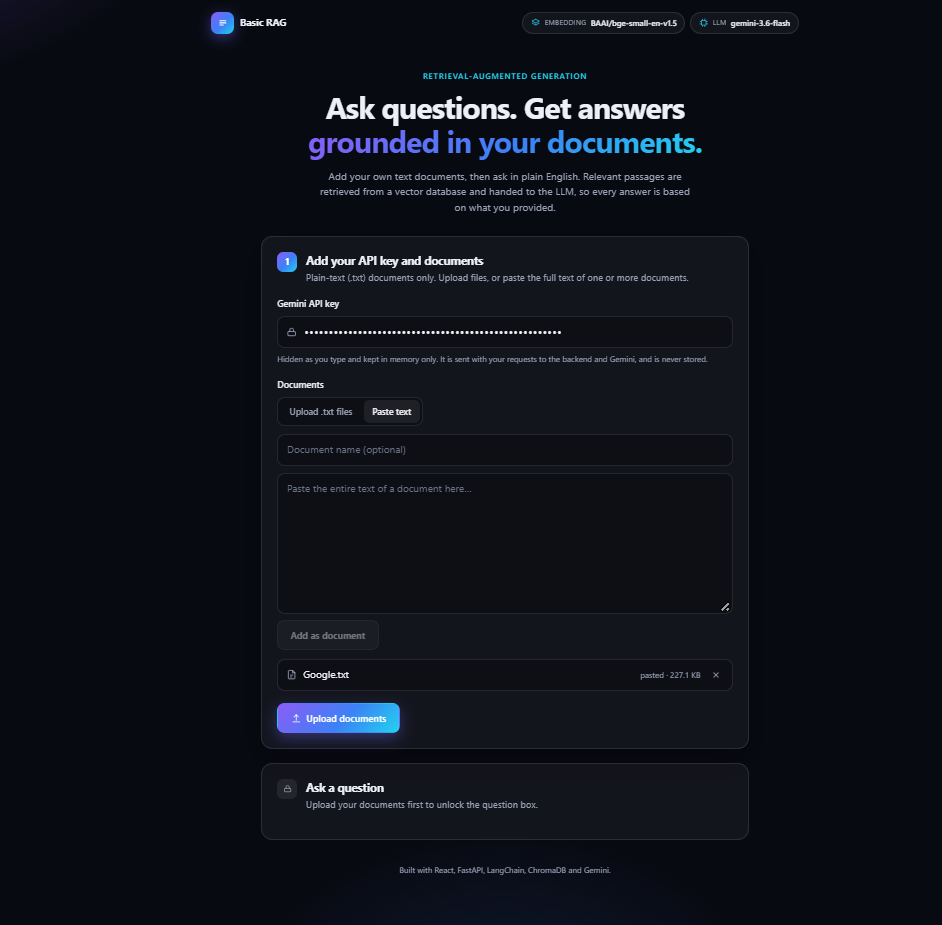 Basic RAG
EMBEDDING BAAI/bge-small-en-v1.5
LLM gemini-3.6-flash
RETRIEVAL-AUGMENTED GENERATION
Ask questions. Get answers
grounded in your documents.
Add your own text documents, then ask in plain English. Relevant passages are
retrieved from a vector database and handed to the LLM, so every answer is based
on what you provided.
1 Add your API key and documents
Plain-text (.txt) documents only. Upload files, or paste the full text of one or more documents.
Gemini API key
Hidden as you type and kept in memory only. It is sent with your requests to the backend and Gemini, and is never stored.
Documents
Upload .txt files Paste text
Document name (optional)
Paste the entire text of a document here...
Add as document
Google.txt pasted · 227.1 KB ×
Upload documents
Ask a question
Upload your documents first to unlock the question box.
Built with React, FastAPI, LangChain, ChromaDB and Gemini.